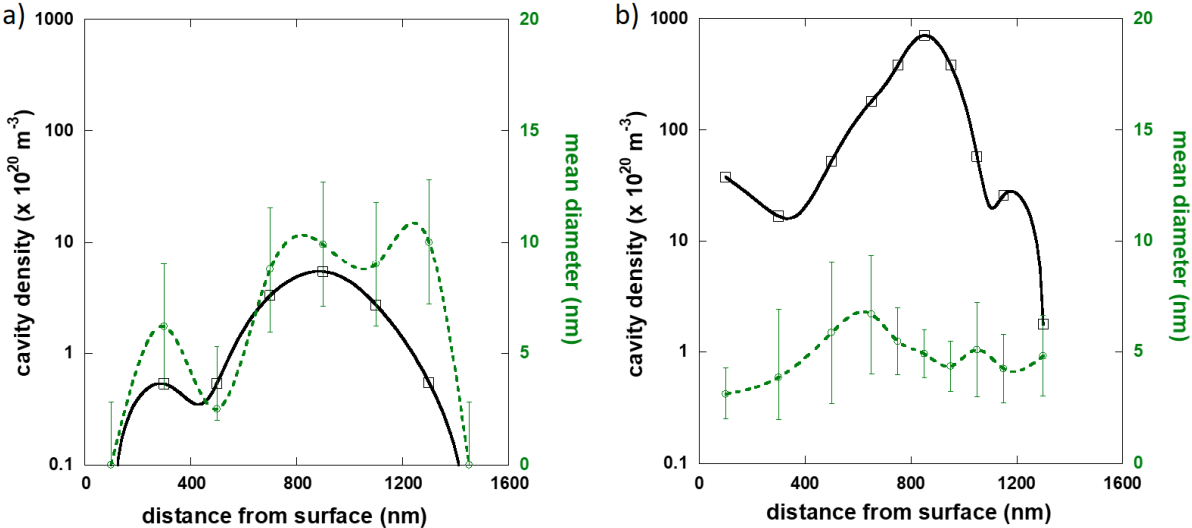 a)
1000
100
10
1
0.1
cavity density (x 10²⁰ m⁻³)
20
15
10
5
0
mean diameter (nm)
0 400 800 1200 1600
distance from surface (nm)
b)
1000
100
10
1
0.1
cavity density (x 10²⁰ m⁻³)
20
15
10
5
0
mean diameter (nm)
0 400 800 1200 1600
distance from surface (nm)